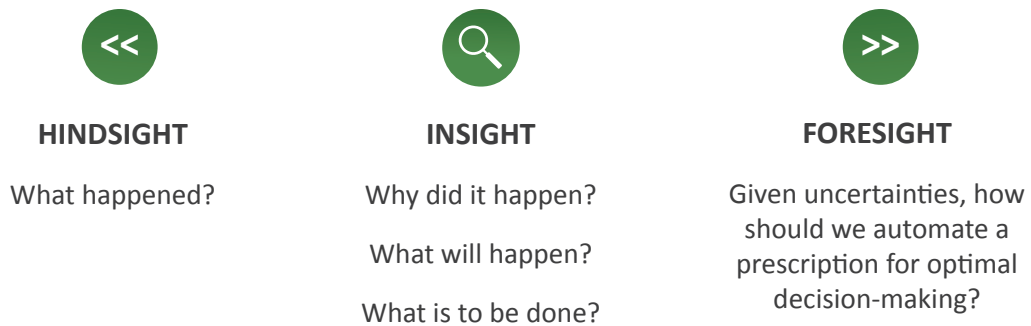 <<
HINDSIGHT
What happened?
INSIGHT
Why did it happen?
What will happen?
What is to be done?
>>
FORESIGHT
Given uncertainties, how
should we automate a
prescription for optimal
decision-making?